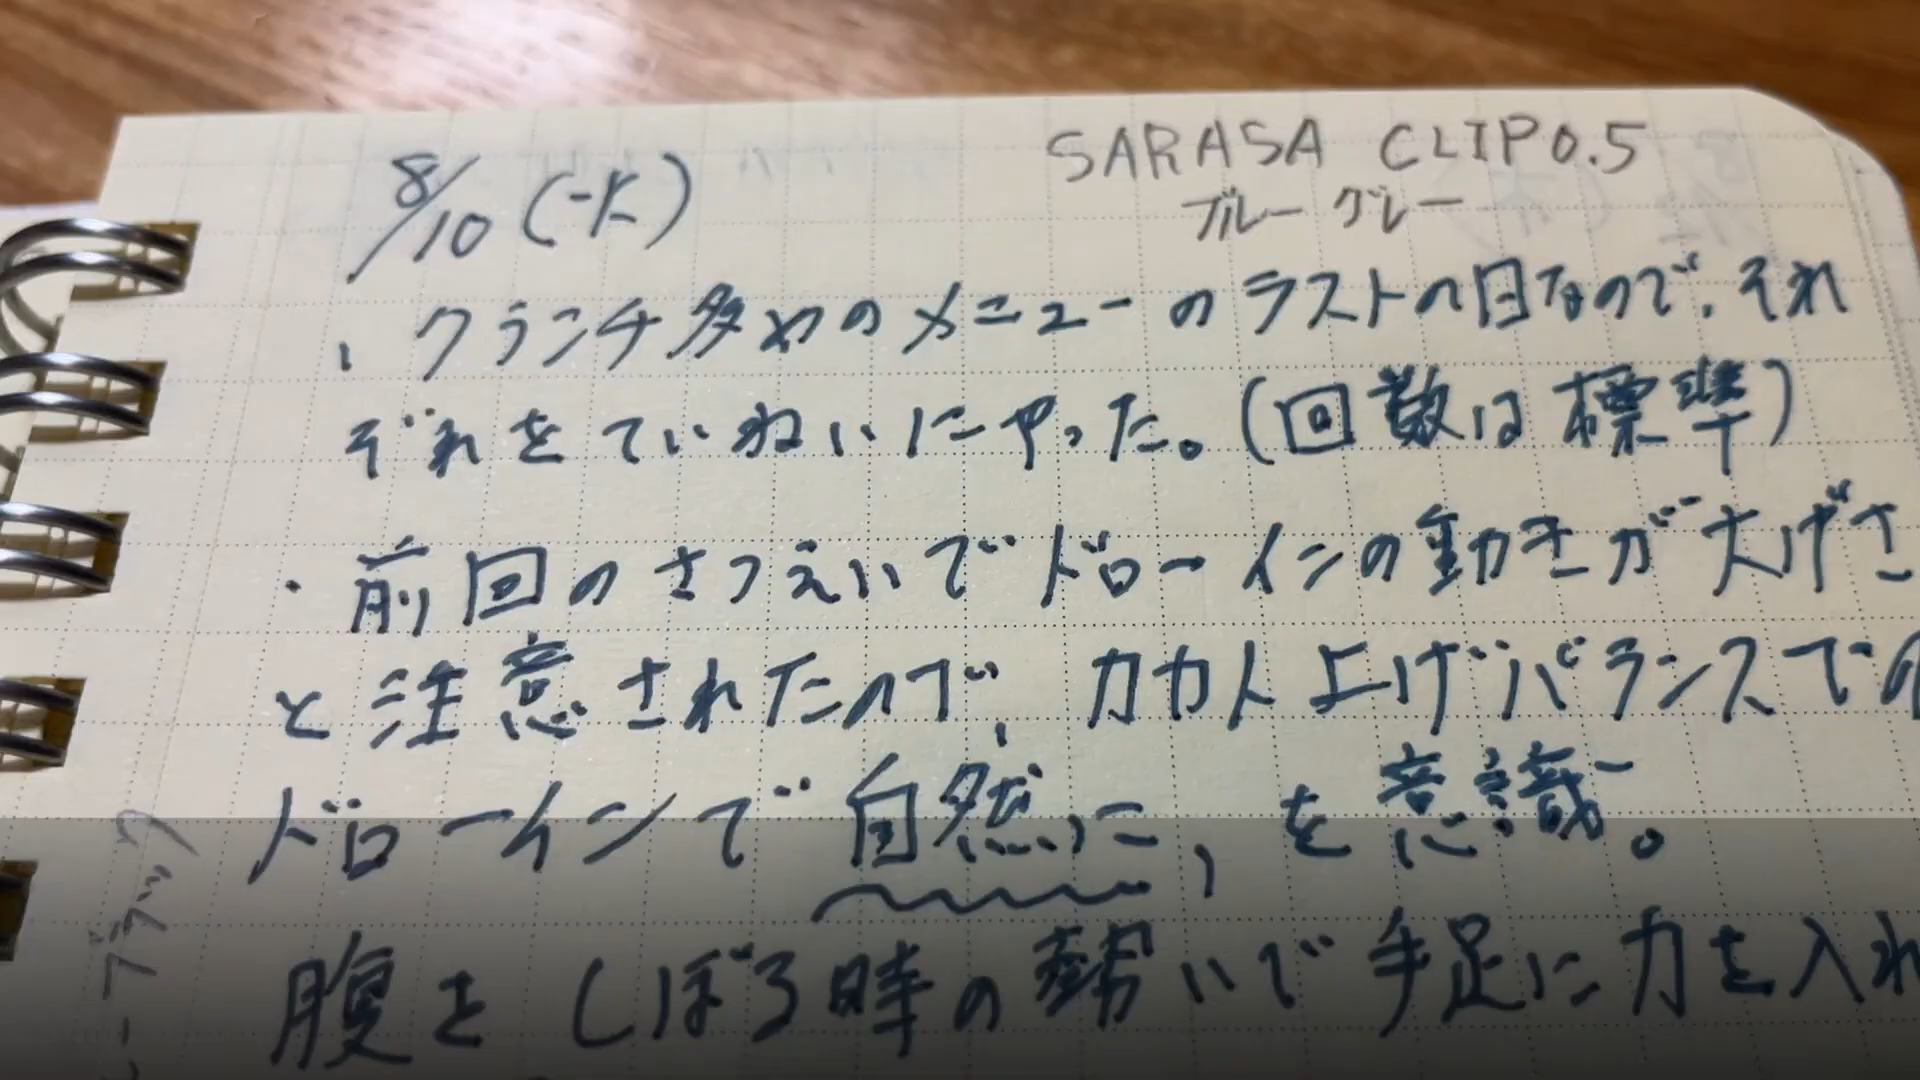 8/10(木)
SARASA CLIP 0.5
ブルーグレー
・クランチ多めのメニューのラストの日なので、それ
ぞれをていねいにやった。(回数は標準)
・前回のさつえいでドローインの動きが大げさ
と注意されたので、カカト上げバランスでの
ドローインで自然に、を意識。
腹をしぼる時の勢いで手足に力を入れ
ーブラック